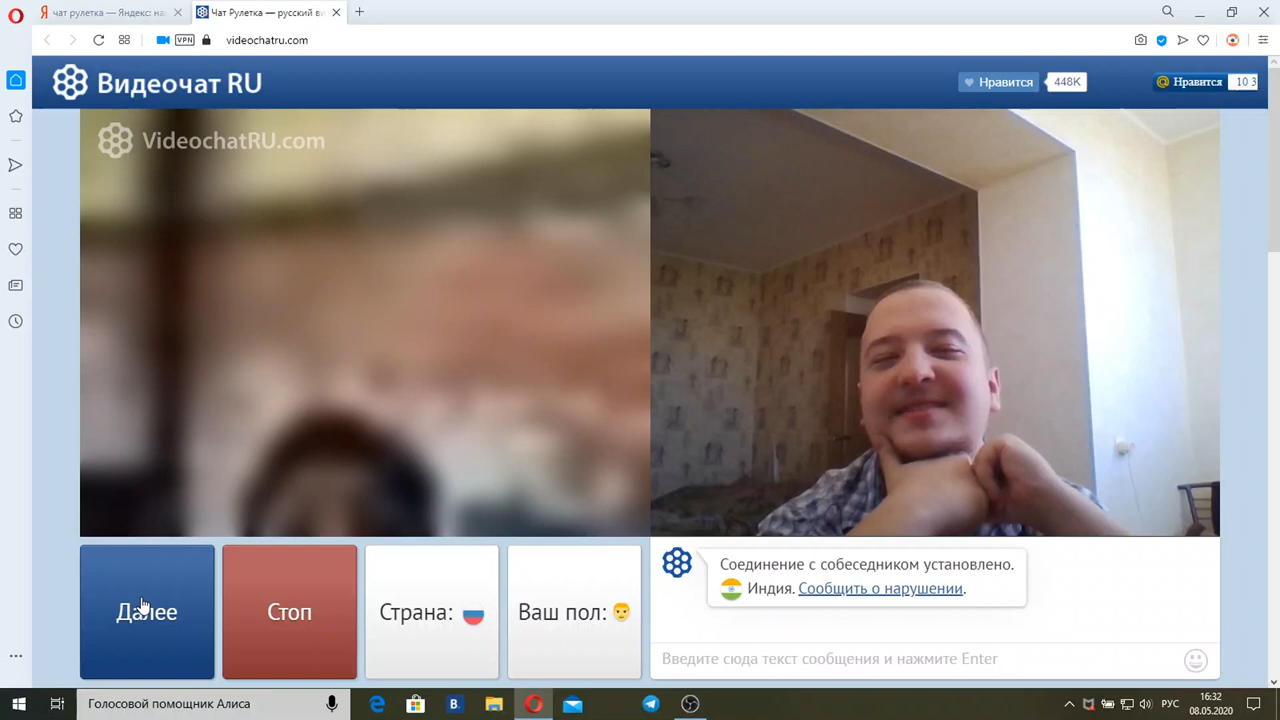 чат рулетка — Яндекс: на
Чат Рулетка — русский ви
VPN
videochatru.com
Видеочат RU
Нравится
448K
Нравится
10 3
VideochatRU.com
Далее
Стоп
Страна:
Ваш пол:
Соединение с собеседником установлено.
Индия. Сообщить о нарушении.
Введите сюда текст сообщения и нажмите Enter
Голосовой помощник Алиса
РУС
16:32
08.05.2020